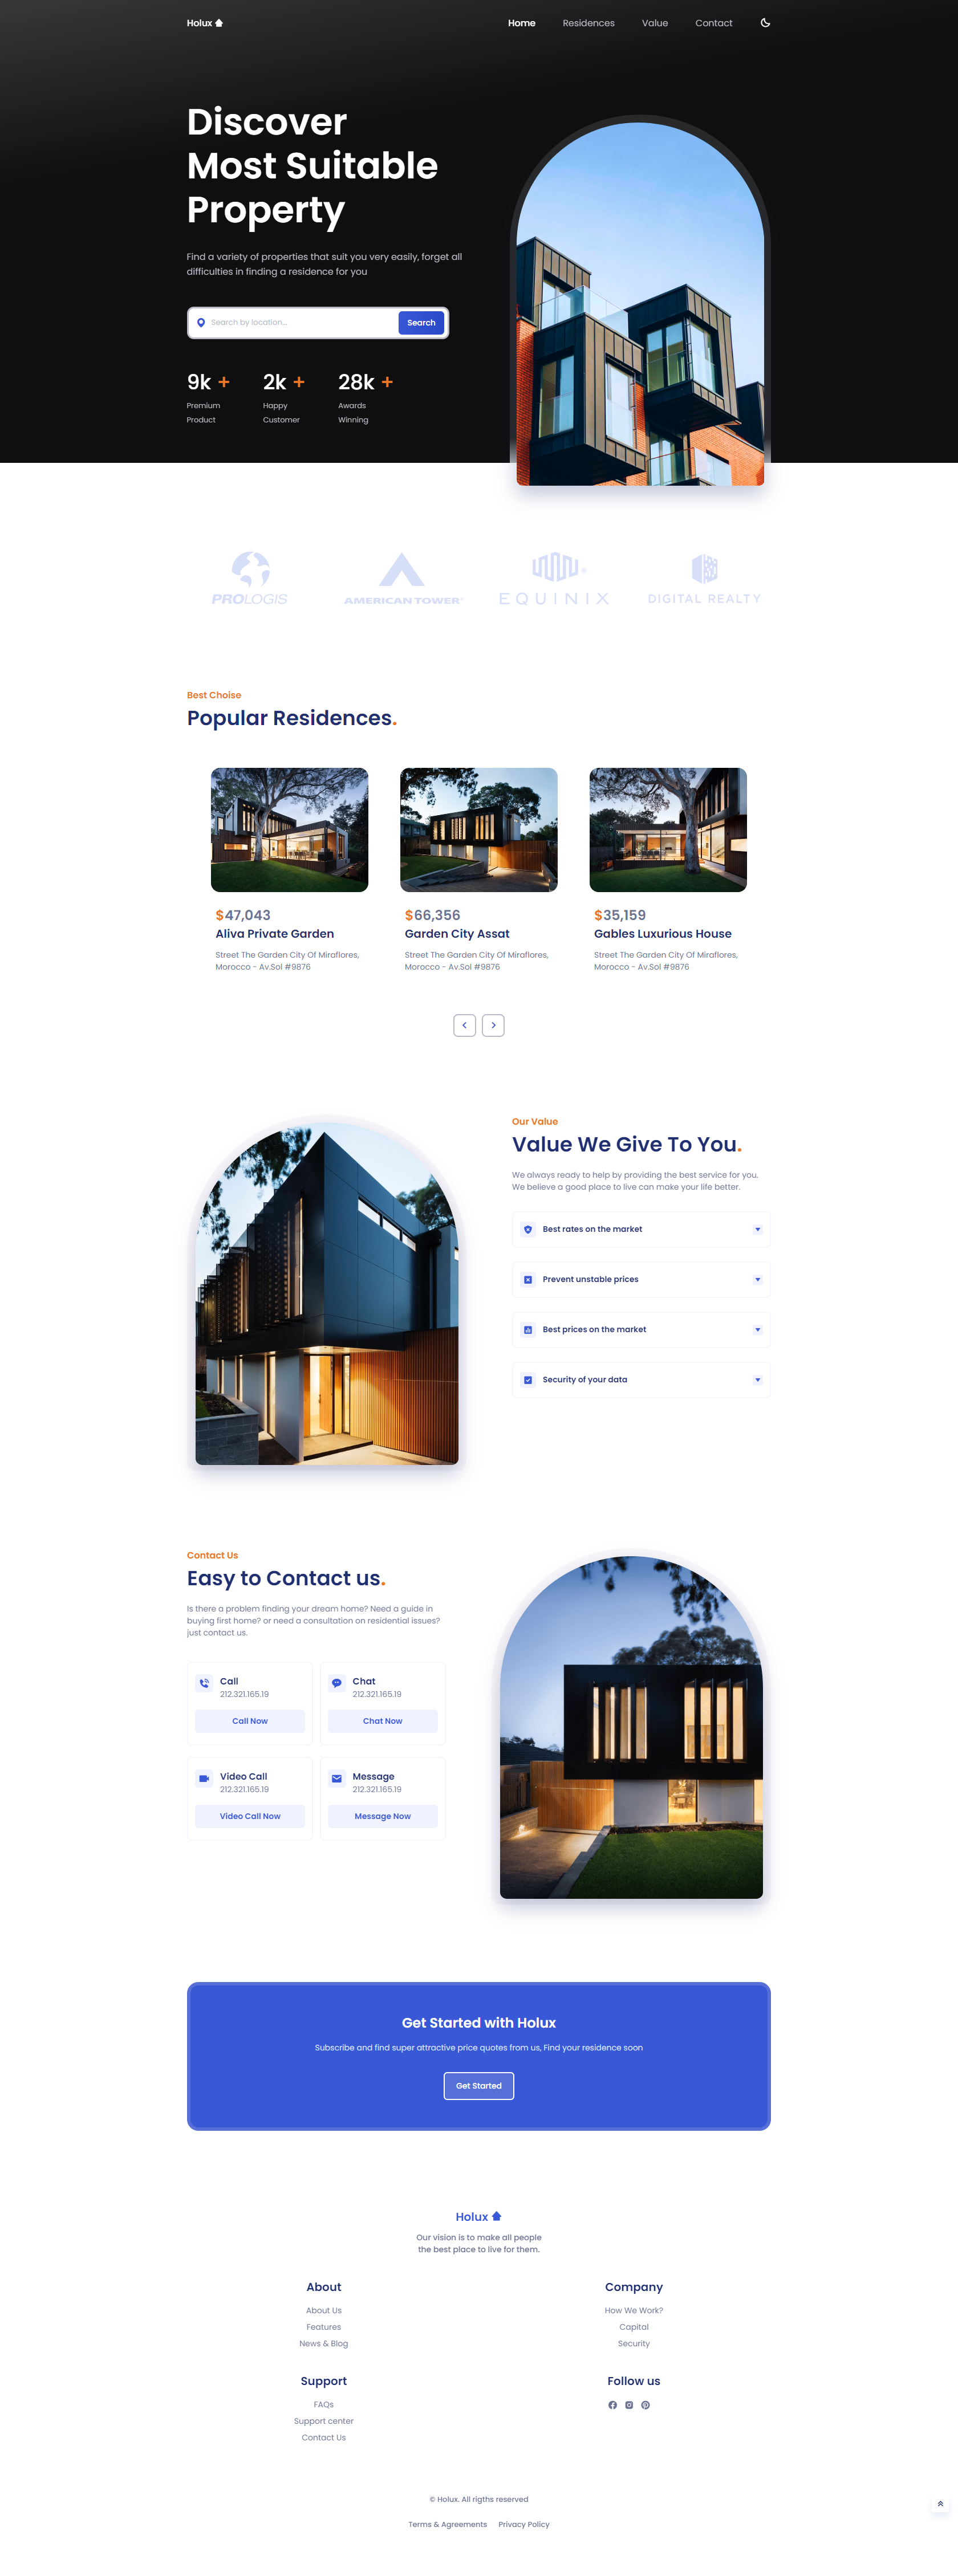 Holux
Home Residences Value Contact
Discover
Most Suitable
Property
Find a variety of properties that suit you very easily, forget all
difficulties in finding a residence for you
Search by location...
Search
9k + 2k + 28k +
Premium Happy Awards
Product Customer Winning
PROLOGIS AMERICAN TOWER® EQUINIX DIGITAL REALTY
Best Choise
Popular Residences.
$47,043 $66,356 $35,159
Aliva Private Garden Garden City Assat Gables Luxurious House
Street The Garden City Of Miraflores, Street The Garden City Of Miraflores, Street The Garden City Of Miraflores,
Morocco - Av.Sol #9876 Morocco - Av.Sol #9876 Morocco - Av.Sol #9876
Our Value
Value We Give To You.
We always ready to help by providing the best service for you.
We believe a good place to live can make your life better.
Best rates on the market
Prevent unstable prices
Best prices on the market
Security of your data
Contact Us
Easy to Contact us.
Is there a problem finding your dream home? Need a guide in
buying first home? or need a consultation on residential issues?
just contact us.
Call Chat
212.321.165.19 212.321.165.19
Call Now Chat Now
Video Call Message
212.321.165.19 212.321.165.19
Video Call Now Message Now
Get Started with Holux
Subscribe and find super attractive price quotes from us, Find your residence soon
Get Started
Holux
Our vision is to make all people
the best place to live for them.
About Company
About Us How We Work?
Features Capital
News & Blog Security
Support Follow us
FAQs
Support center
Contact Us
© Holux. All rigths reserved
Terms & Agreements Privacy Policy